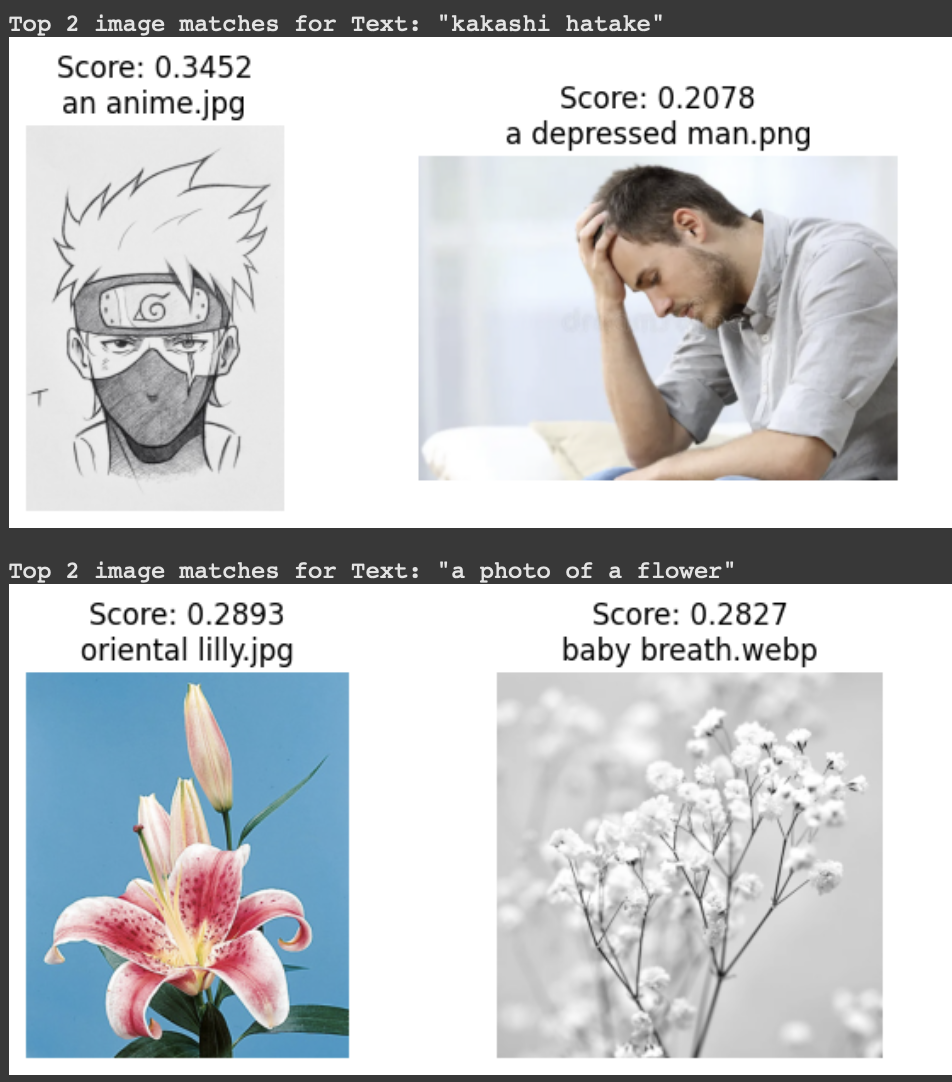 Top 2 image matches for Text: "kakashi hatake"
Score: 0.3452
an anime.jpg
Score: 0.2078
a depressed man.png
T
Top 2 image matches for Text: "a photo of a flower"
Score: 0.2893
oriental lilly.jpg
Score: 0.2827
baby breath.webp